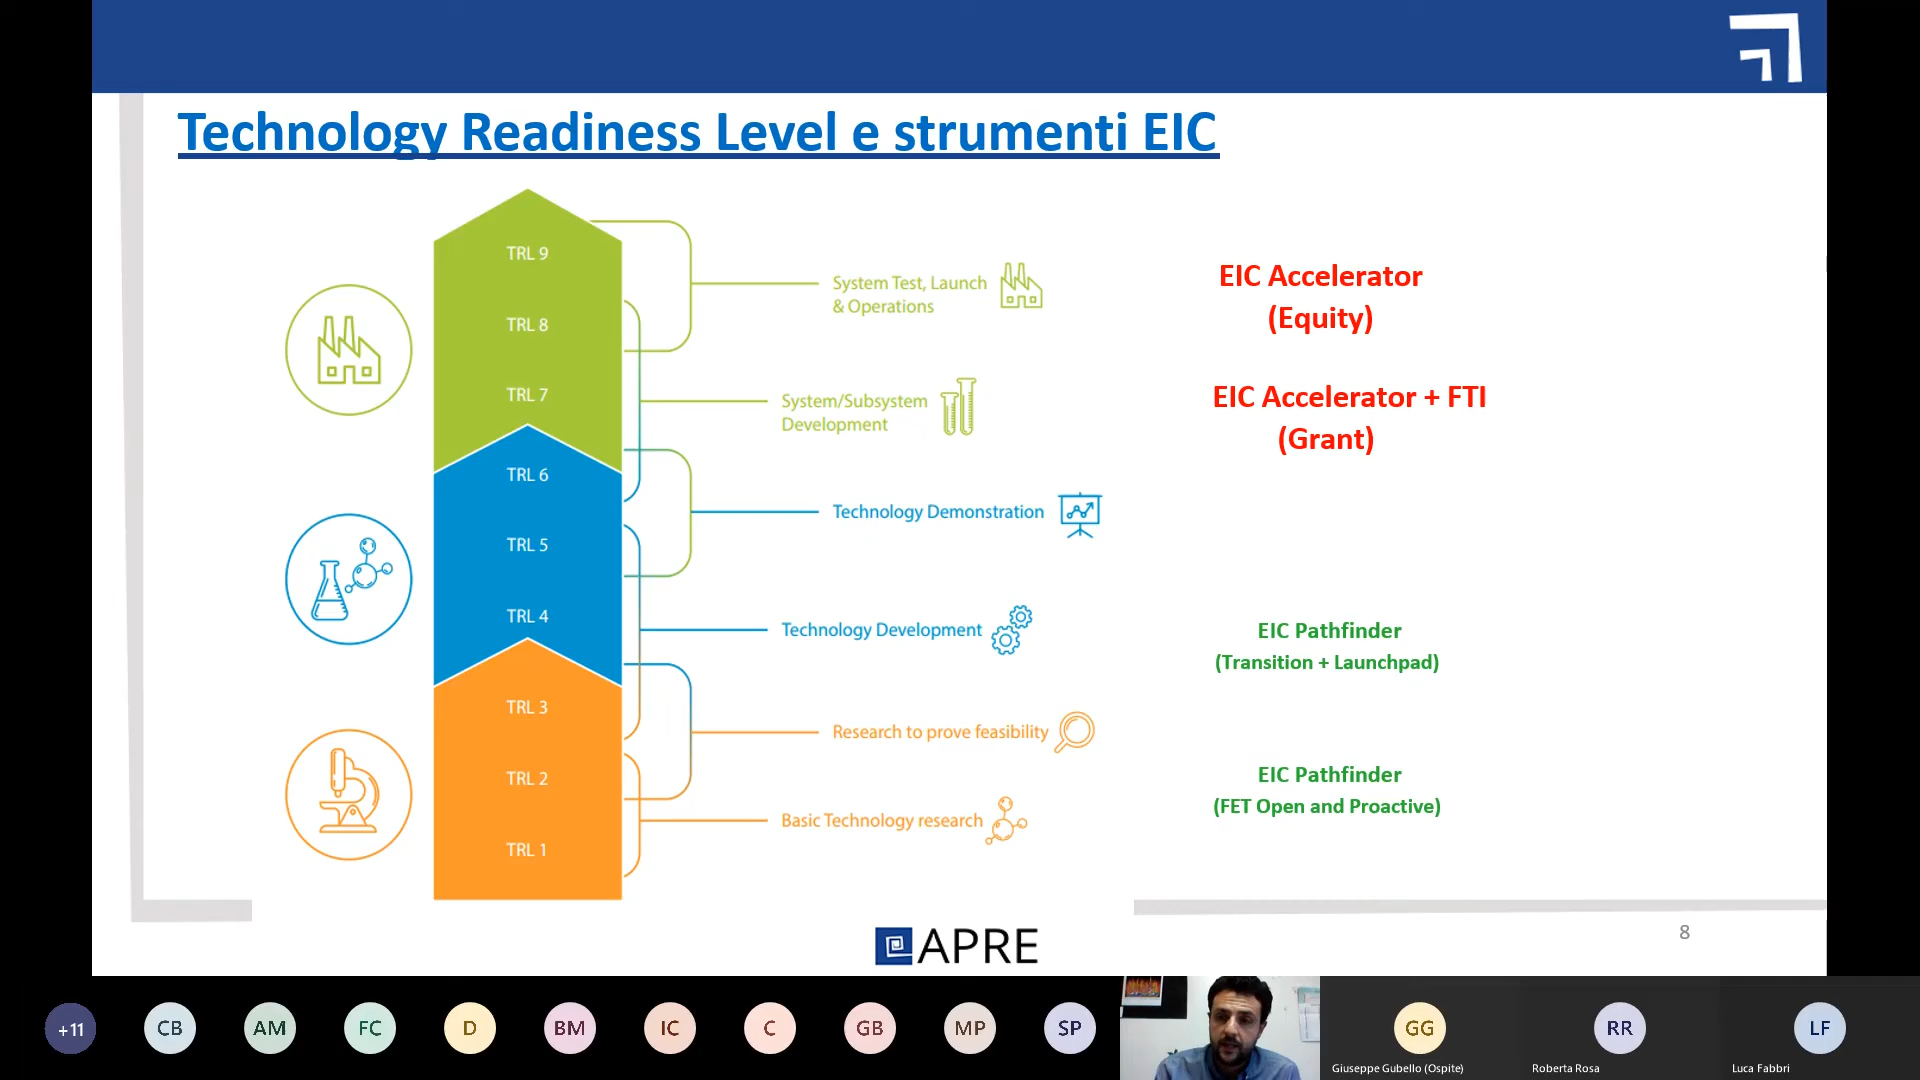 Technology Readiness Level e strumenti EIC
TRL 9
TRL 8
TRL 7
TRL 6
TRL 5
TRL 4
TRL 3
TRL 2
TRL 1
System Test, Launch
& Operations
System/Subsystem
Development
Technology Demonstration
Technology Development
Research to prove feasibility
Basic Technology research
EIC Accelerator
(Equity)
EIC Accelerator + FTI
(Grant)
EIC Pathfinder
(Transition + Launchpad)
EIC Pathfinder
(FET Open and Proactive)
APRE
8
+11
CB
AM
FC
D
BM
IC
C
GB
MP
SP
GG
RR
LF
Giuseppe Gubello (Ospite)
Roberta Rosa
Luca Fabbri